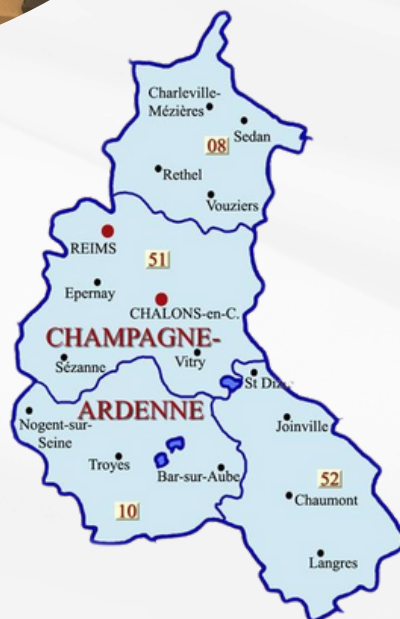 Charleville-
Mézières
Sedan
08
Rethel
Vouziers
REIMS
51
Epernay
CHALONS-en-C.
CHAMPAGNE-
Sézanne
Vitry
St Diz.
ARDENNE
Nogent-sur-
Seine
Joinville
Troyes
Bar-sur-Aube
52
Chaumont
10
Langres